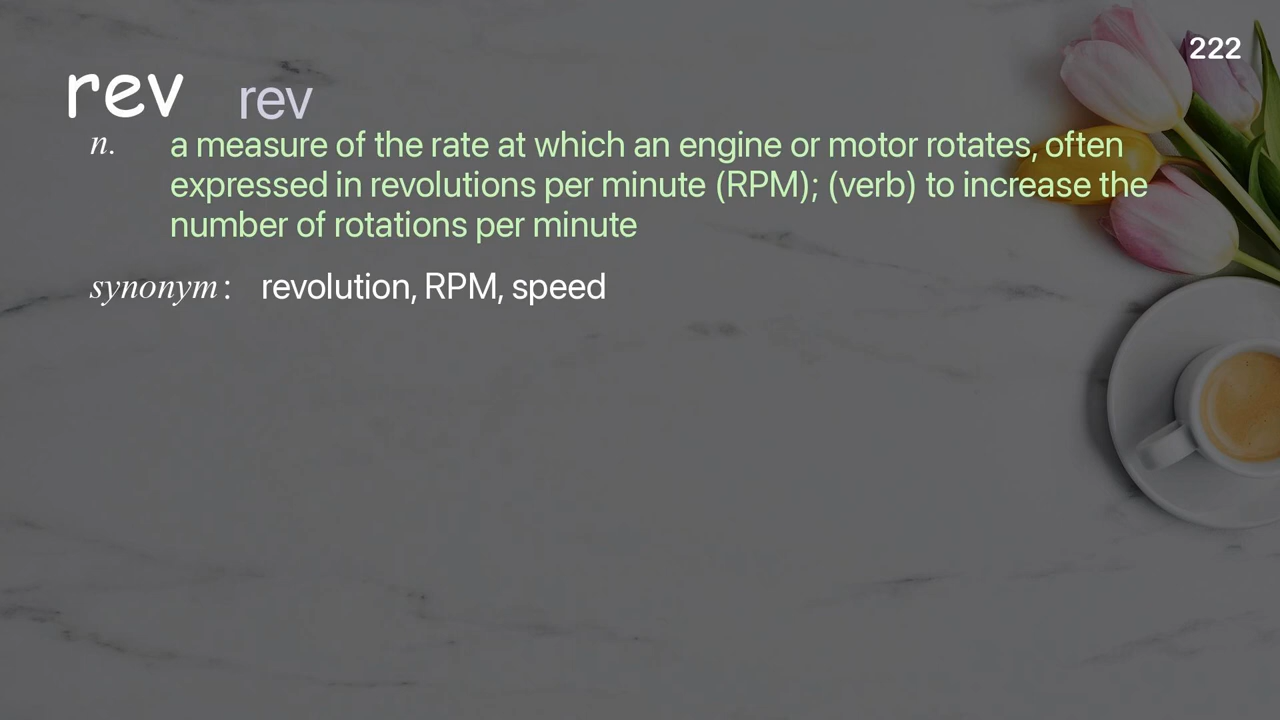 222
rev rev
n. a measure of the rate at which an engine or motor rotates, often
expressed in revolutions per minute (RPM); (verb) to increase the
number of rotations per minute
synonym: revolution, RPM, speed